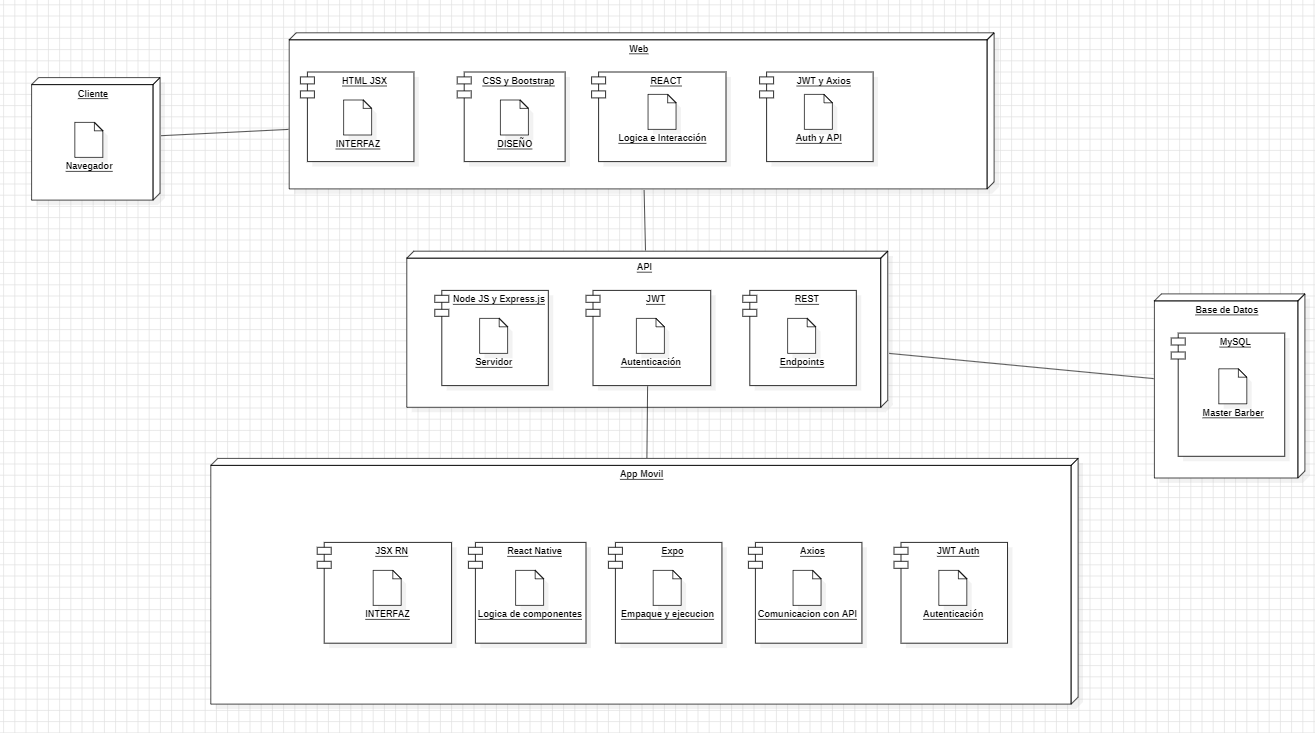 Cliente
Navegador
Web
HTML JSX
INTERFAZ
CSS y Bootstrap
DISEÑO
REACT
Logica e Interacción
JWT y Axios
Auth y API
API
Node JS y Express.js
Servidor
JWT
Autenticación
REST
Endpoints
Base de Datos
MySQL
Master Barber
App Movil
JSX RN
INTERFAZ
React Native
Logica de componentes
Expo
Empaque y ejecucion
Axios
Comunicacion con API
JWT Auth
Autenticación